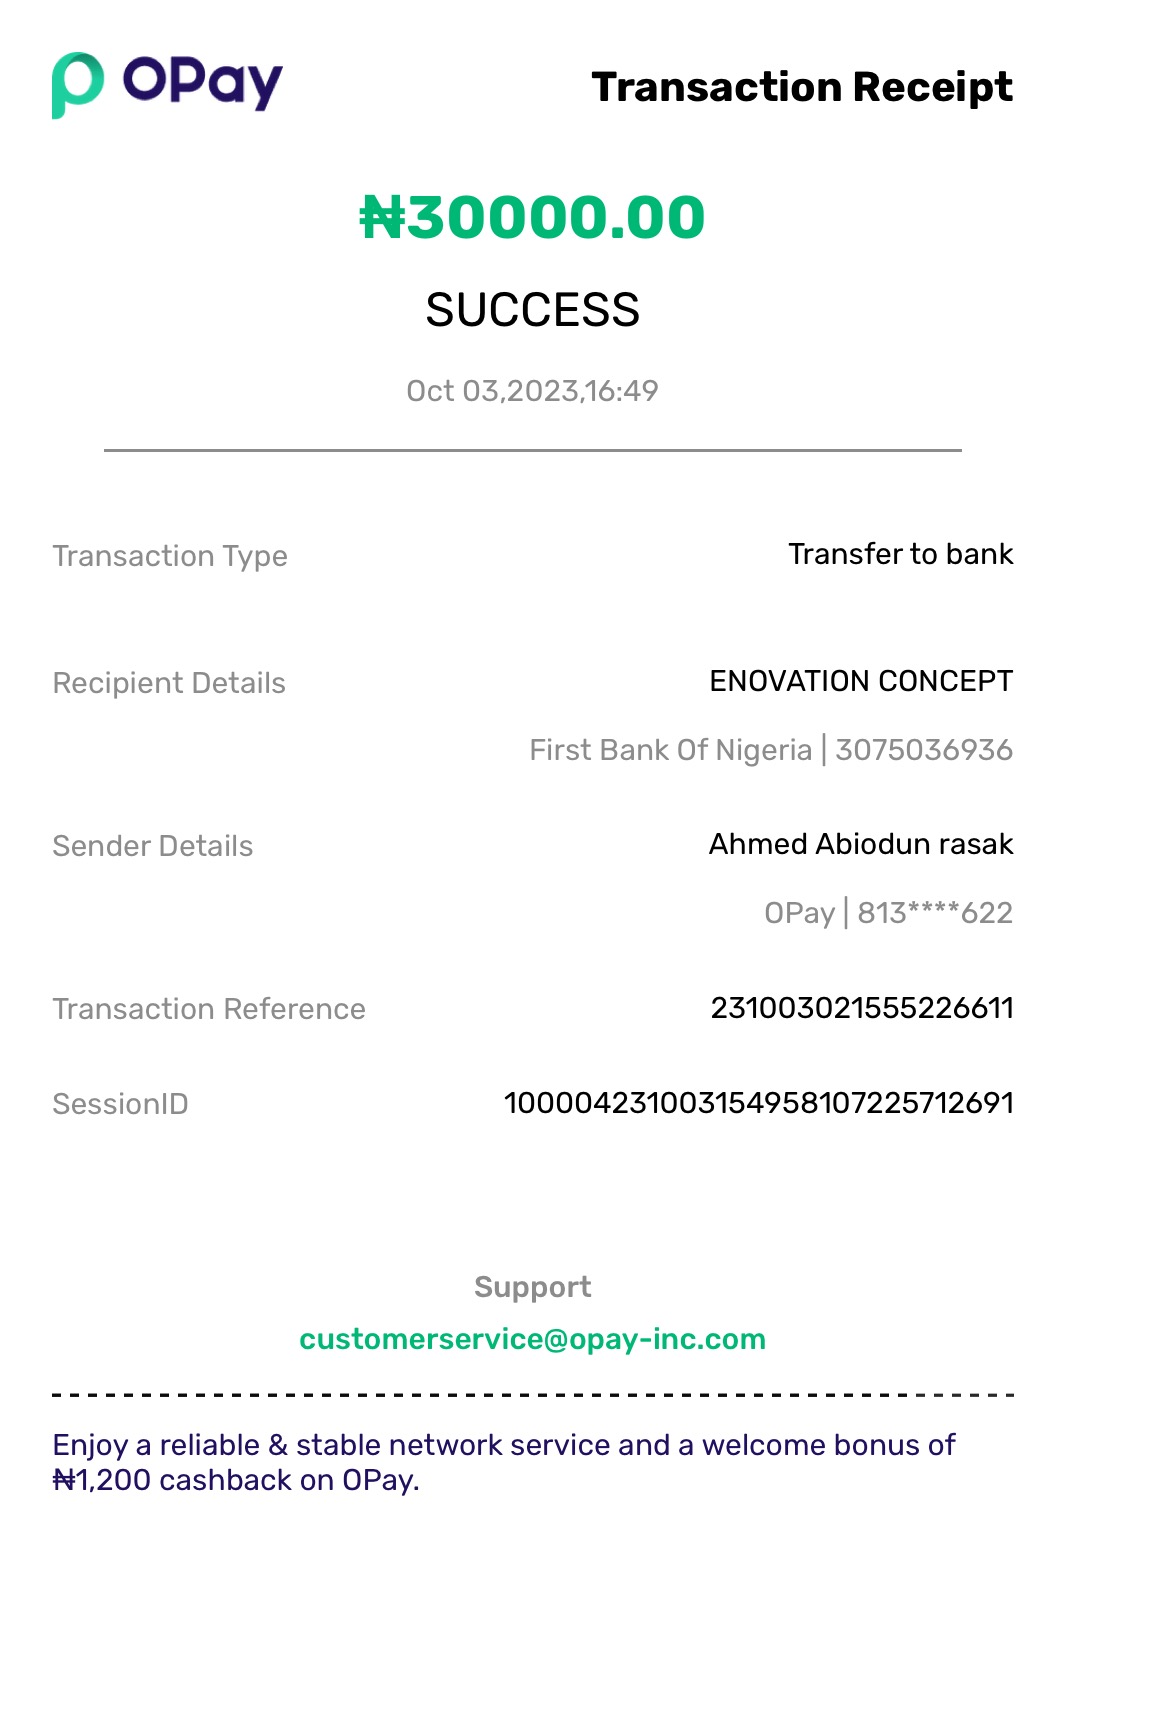 OPay
Transaction Receipt
₦30000.00
SUCCESS
Oct 03,2023,16:49
Transaction Type
Transfer to bank
Recipient Details
ENOVATION CONCEPT
First Bank Of Nigeria | 3075036936
Sender Details
Ahmed Abiodun rasak
OPay | 813****622
Transaction Reference
231003021555226611
SessionID
100004231003154958107225712691
Support
customerservice@opay-inc.com
Enjoy a reliable & stable network service and a welcome bonus of
₦1,200 cashback on OPay.